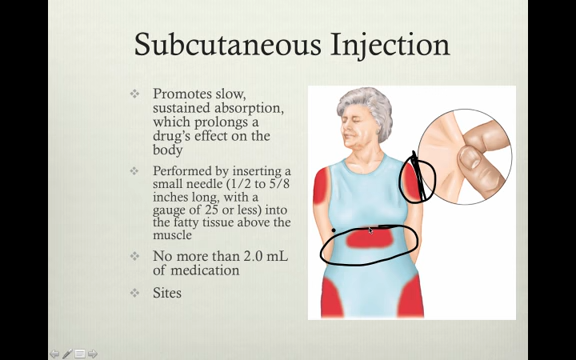 Subcutaneous Injection
Promotes slow,
sustained absorption,
which prolongs a
drug's effect on the
body
Performed by inserting a
small needle (1/2 to 5/8
inches long, with a
gauge of 25 or less) into
the fatty tissue above the
muscle
No more than 2.0 mL
of medication
Sites